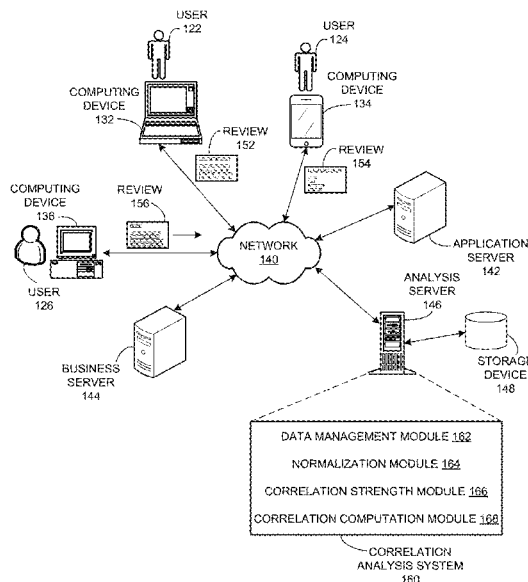 USER
122
USER
124
COMPUTING
DEVICE
132
COMPUTING
DEVICE
134
REVIEW
152
REVIEW
154
COMPUTING
DEVICE
136
REVIEW
156
USER
126
NETWORK
140
APPLICATION
SERVER
142
ANALYSIS
SERVER
146
BUSINESS
SERVER
144
STORAGE
DEVICE
148
DATA MANAGEMENT MODULE 162
NORMALIZATION MODULE 164
CORRELATION STRENGTH MODULE 166
CORRELATION COMPUTATION MODULE 168
CORRELATION
ANALYSIS SYSTEM
160